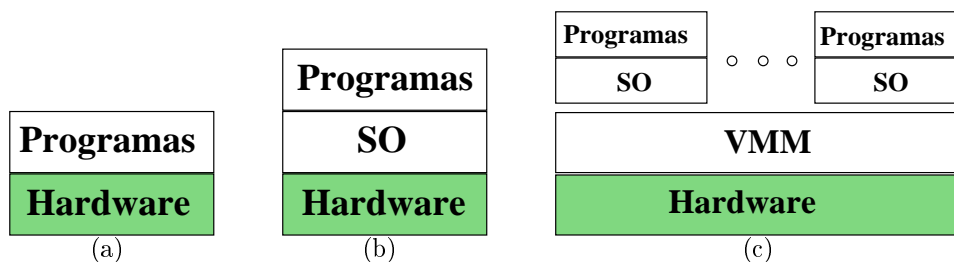 Programas
Hardware
(a)
Programas
SO
Hardware
(b)
Programas
SO
Programas
SO
VMM
Hardware
(c)